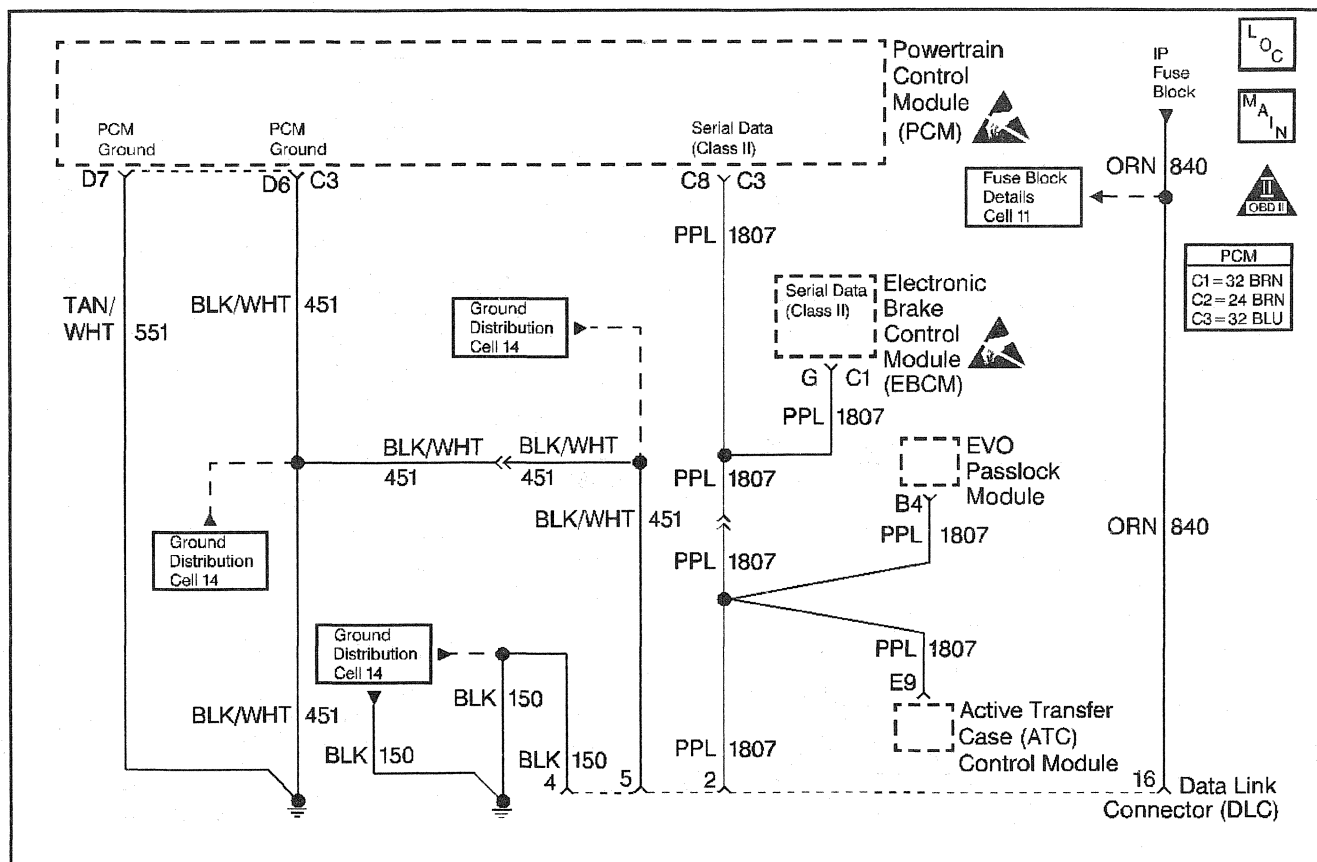 Powertrain
Control
Module
(PCM)
PCM
Ground
PCM
Ground
Serial Data
(Class II)
IP
Fuse
Block
LOC
MAIN
II
OBD II
D7
D6 C3
C8 C3
ORN 840
Fuse Block
Details
Cell 11
PCM
C1=32 BRN
C2=24 BRN
C3=32 BLU
PPL 1807
TAN/
WHT 551
BLK/WHT 451
Ground
Distribution
Cell 14
Serial Data
(Class II)
Electronic
Brake
Control
Module
(EBCM)
G C1
PPL 1807
BLK/WHT
451
BLK/WHT
451
PPL 1807
EVO
Passlock
Module
B4
BLK/WHT 451
PPL 1807
ORN 840
Ground
Distribution
Cell 14
PPL 1807
Ground
Distribution
Cell 14
PPL 1807
E9
BLK 150
BLK/WHT 451
BLK 150
BLK 150
PPL 1807
Active Transfer
Case (ATC)
Control Module
4
5
2
16
Data Link
Connector (DLC)